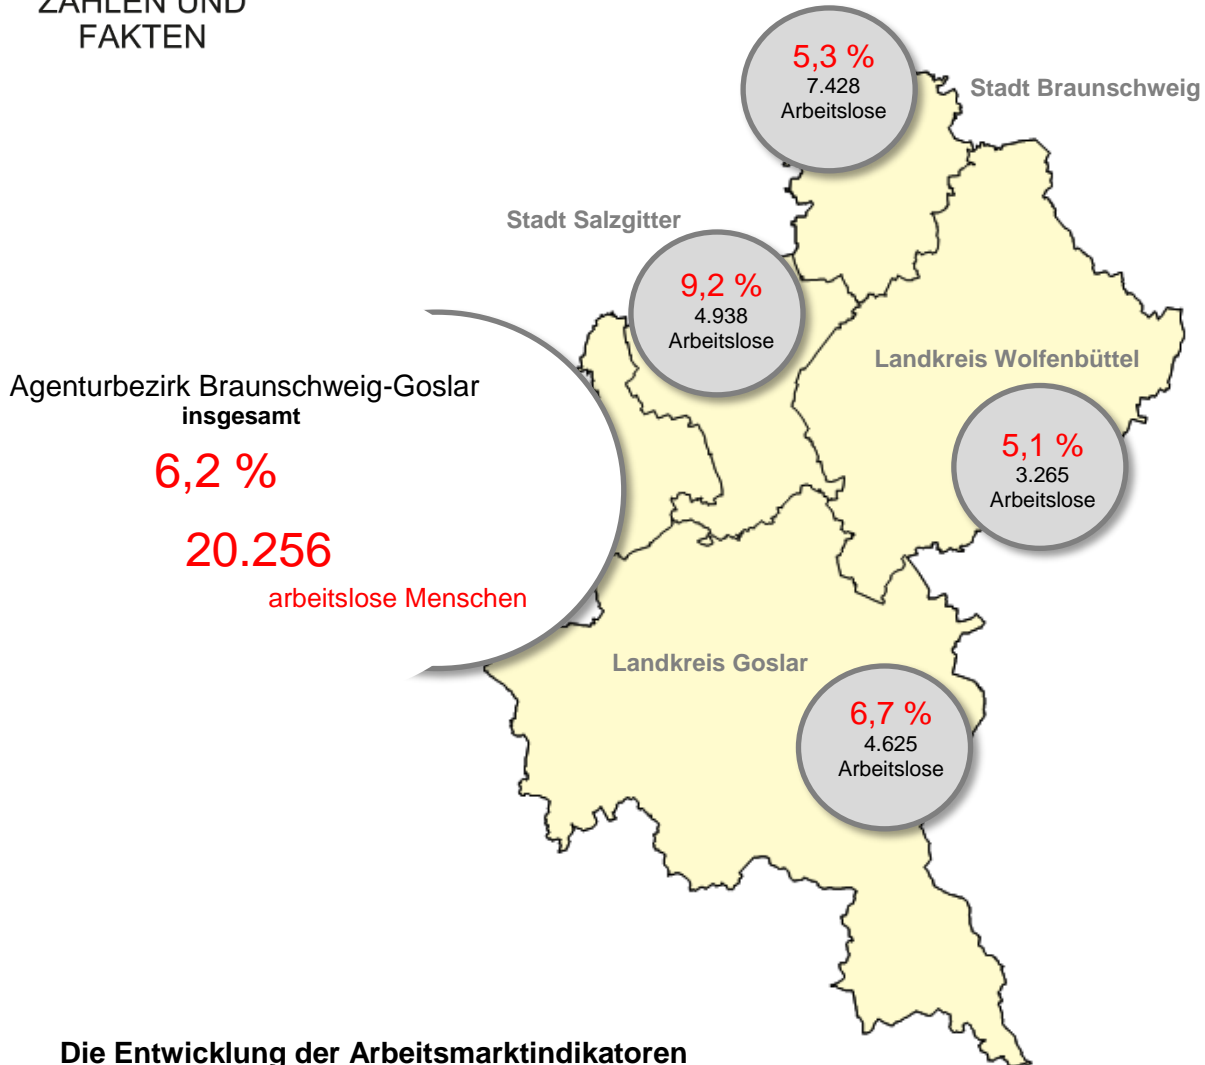 ZAHLEN UND
FAKTEN
5,3 %
7.428
Arbeitslose
Stadt Braunschweig
Stadt Salzgitter
9,2 %
4.938
Arbeitslose
Landkreis Wolfenbüttel
5,1 %
3.265
Arbeitslose
Agenturbezirk Braunschweig-Goslar
insgesamt
6,2 %
20.256
arbeitslose Menschen
Landkreis Goslar
6,7 %
4.625
Arbeitslose
Die Entwicklung der Arbeitsmarktindikatoren